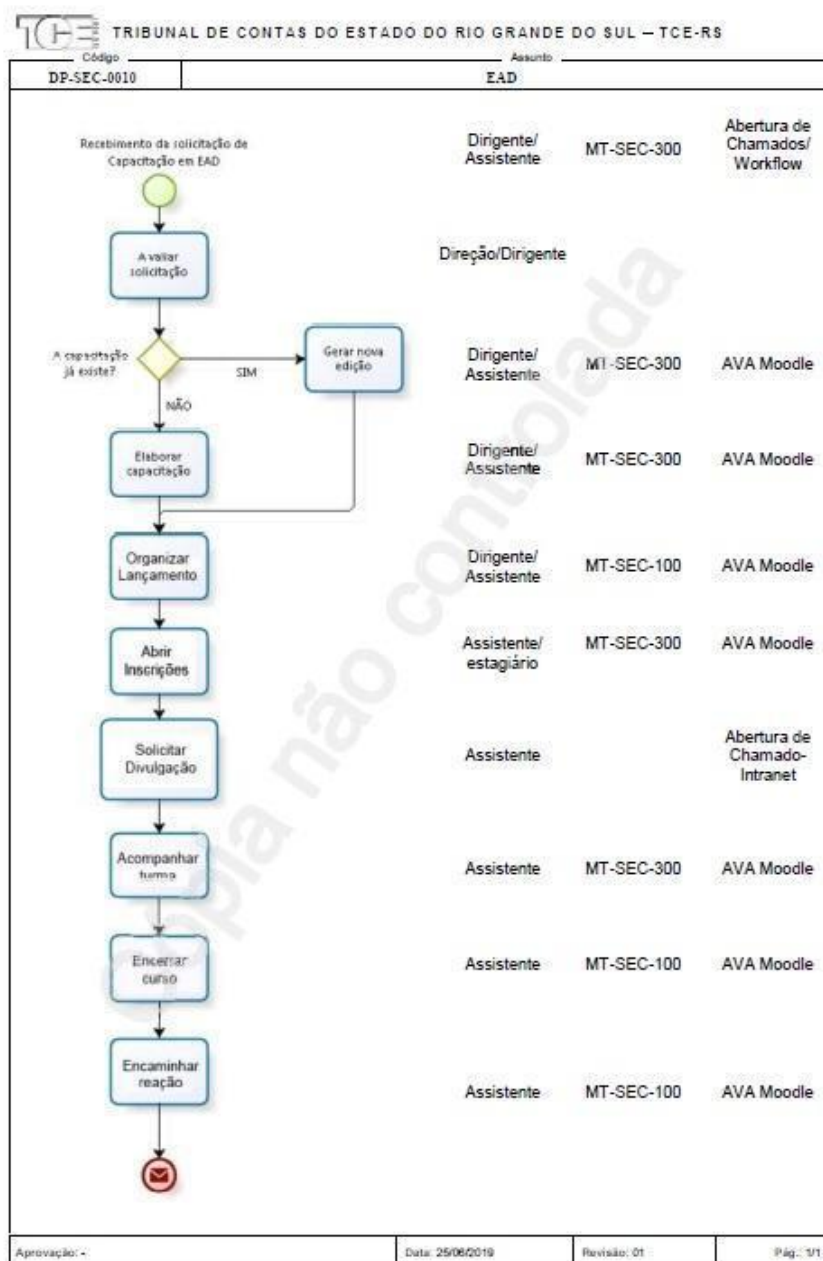 TCE TRIBUNAL DE CONTAS DO ESTADO DO RIO GRANDE DO SUL – TCE-RS
Código
Assunto
DP-SEC-0010
EAD
Recebimento da solicitação de
Capacitação em EAD
Dirigente/
Assistente
MT-SEC-300
Abertura de
Chamados/
Workflow
Avaliar
solicitação
Direção/Dirigente
A capacitação
já existe?
SIM
NÃO
Gerar nova
edição
Dirigente/
Assistente
MT-SEC-300
AVA Moodle
Elaborar
capacitação
Dirigente/
Assistente
MT-SEC-300
AVA Moodle
Organizar
Lançamento
Dirigente/
Assistente
MT-SEC-100
AVA Moodle
Abrir
Inscrições
Assistente/
estagiário
MT-SEC-300
AVA Moodle
Solicitar
Divulgação
Assistente
Abertura de
Chamado-
Intranet
Acompanhar
turma
Assistente
MT-SEC-300
AVA Moodle
Encerrar
curso
Assistente
MT-SEC-100
AVA Moodle
Encaminhar
reação
Assistente
MT-SEC-100
AVA Moodle
Cópia não controlada
Aprovação: -
Data: 25/06/2019
Revisão: 01
Pág.: 1/1